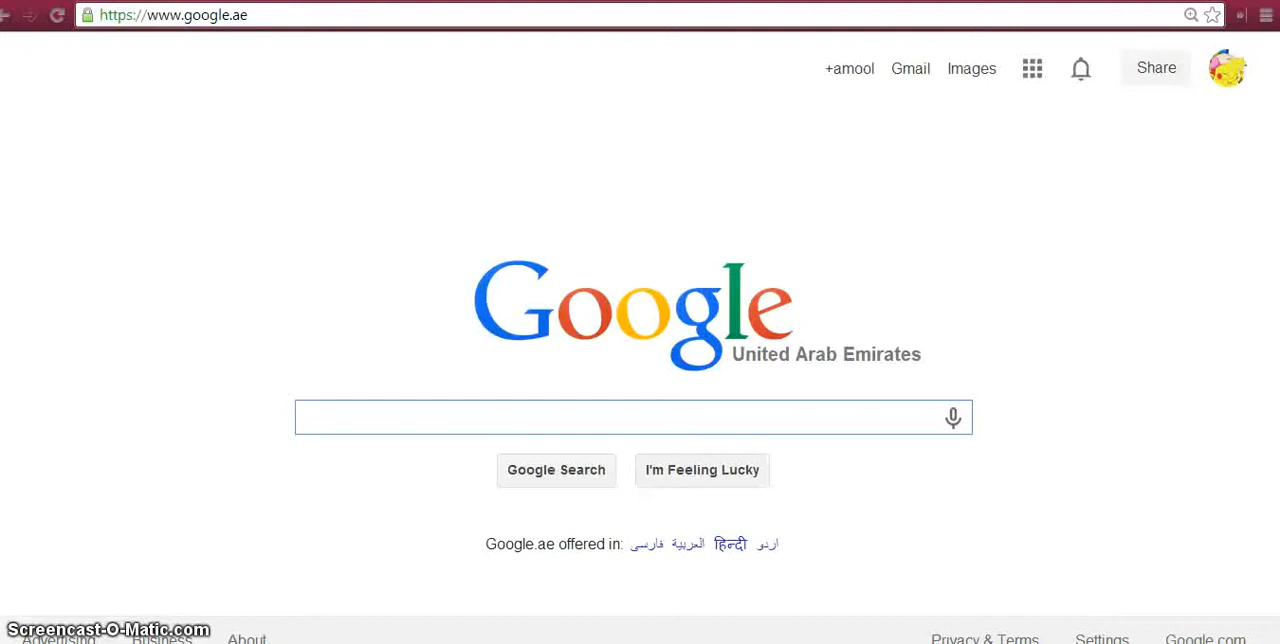 https://www.google.ae
+amool Gmail Images Share
Google
United Arab Emirates
Google Search I'm Feeling Lucky
Google.ae offered in: فارسی العربية हिन्दी اردو
Screencast-O-Matic.com
Advertising Business About Privacy & Terms Settings Google.com